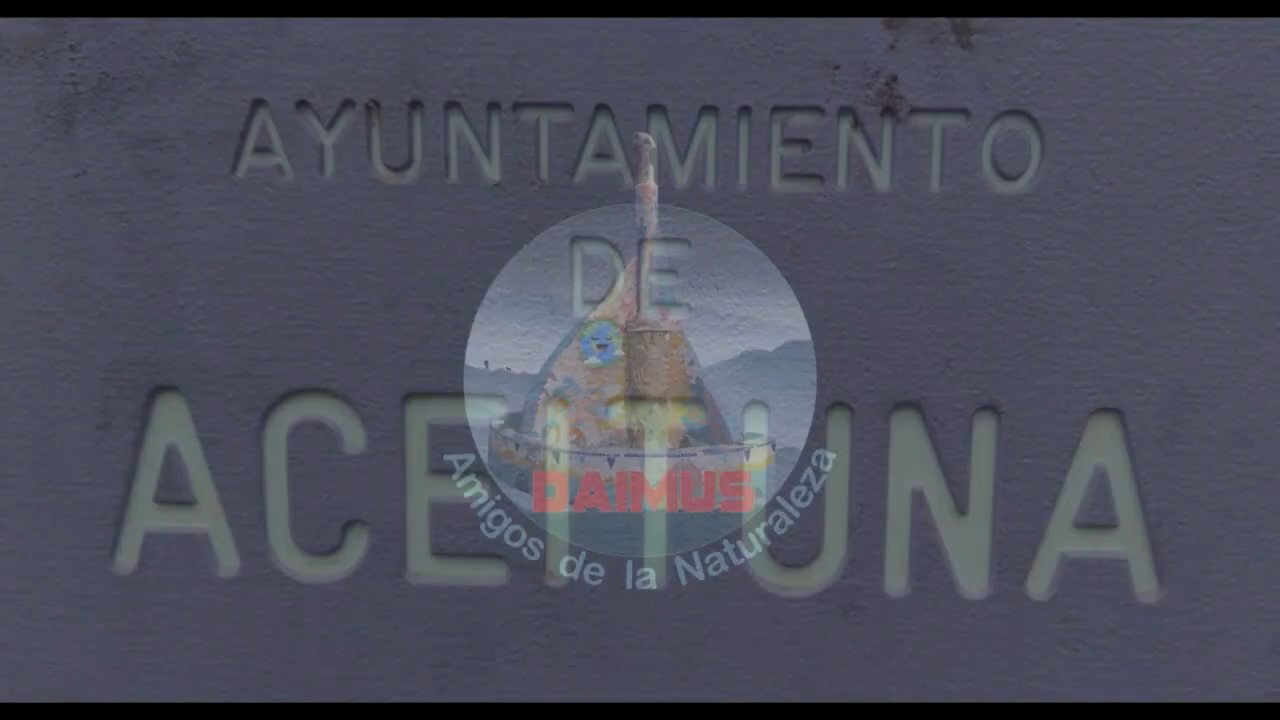 AYUNTAMIENTO
DE
ACEITUNA
DAIMUS
Amigos de la Naturaleza